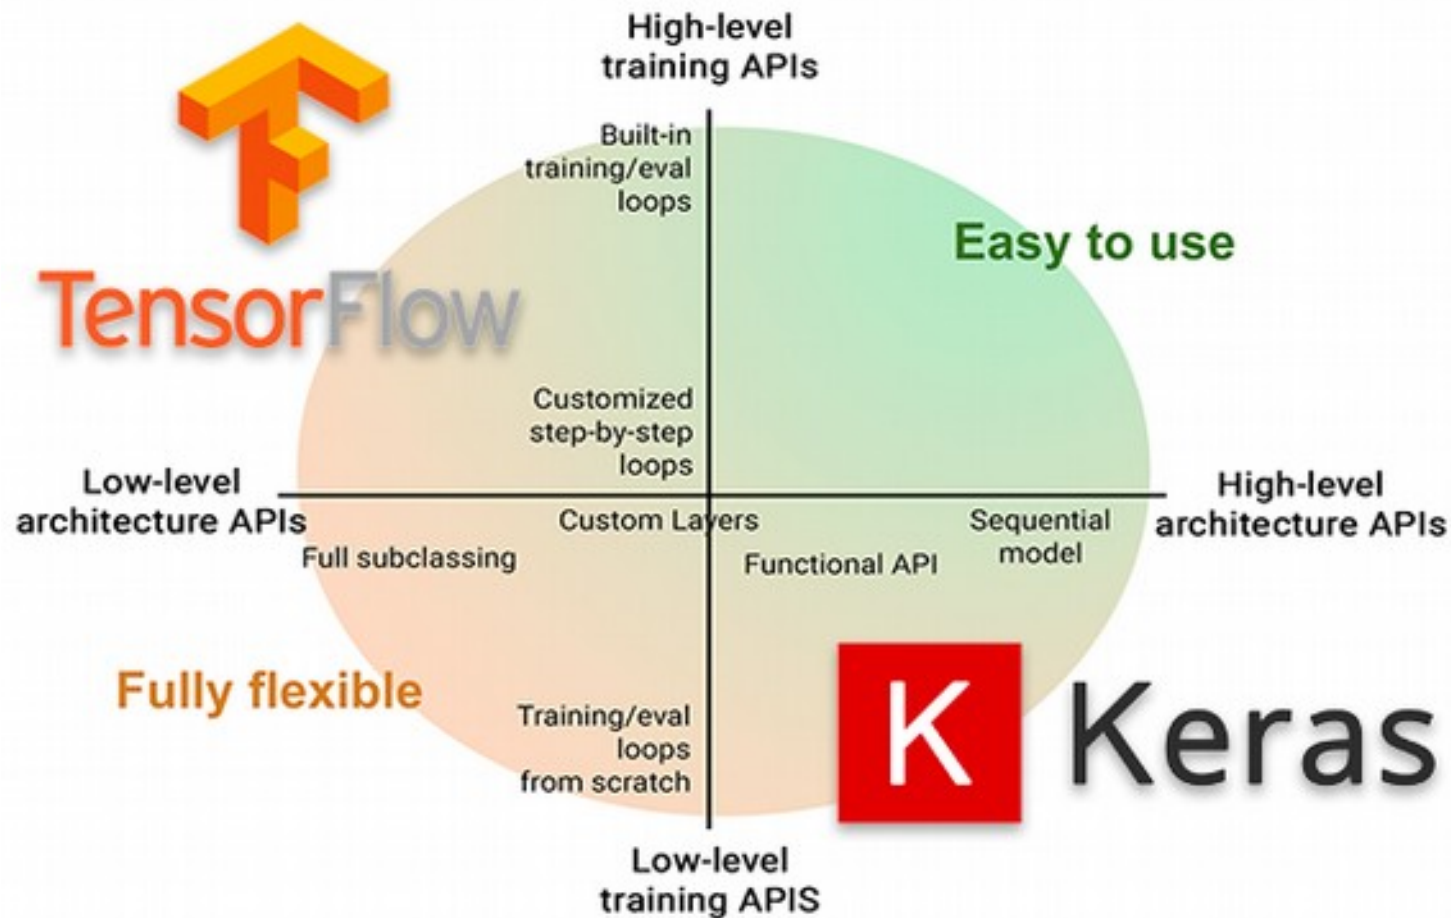 High-level
training APIs
Built-in
training/eval
loops
Easy to use
TensorFlow
Customized
step-by-step
loops
Low-level
architecture APIs
High-level
architecture APIs
Custom Layers
Sequential
model
Full subclassing
Functional API
Fully flexible
K Keras
Training/eval
loops
from scratch
Low-level
training APIS